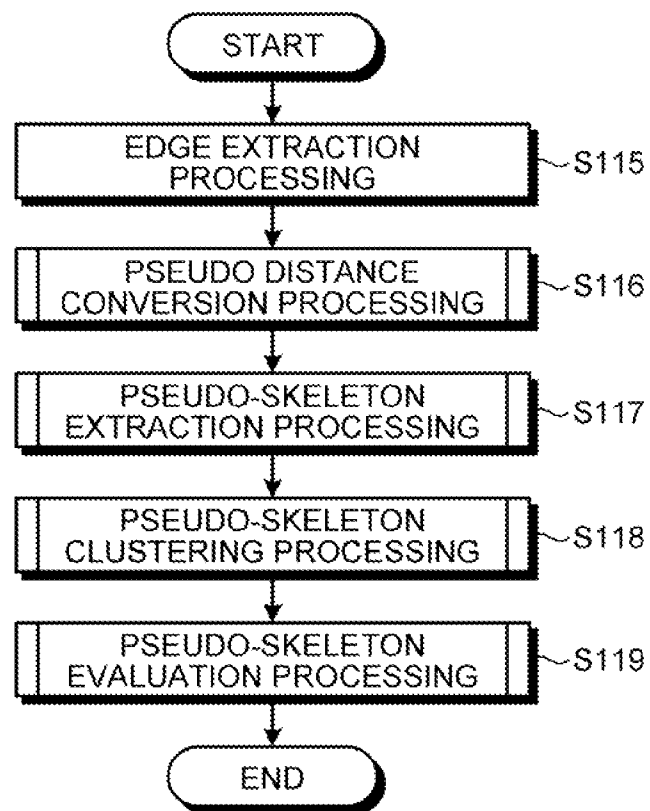 START
EDGE EXTRACTION
PROCESSING
S115
PSEUDO DISTANCE
CONVERSION PROCESSING
S116
PSEUDO-SKELETON
EXTRACTION PROCESSING
S117
PSEUDO-SKELETON
CLUSTERING PROCESSING
S118
PSEUDO-SKELETON
EVALUATION PROCESSING
S119
END